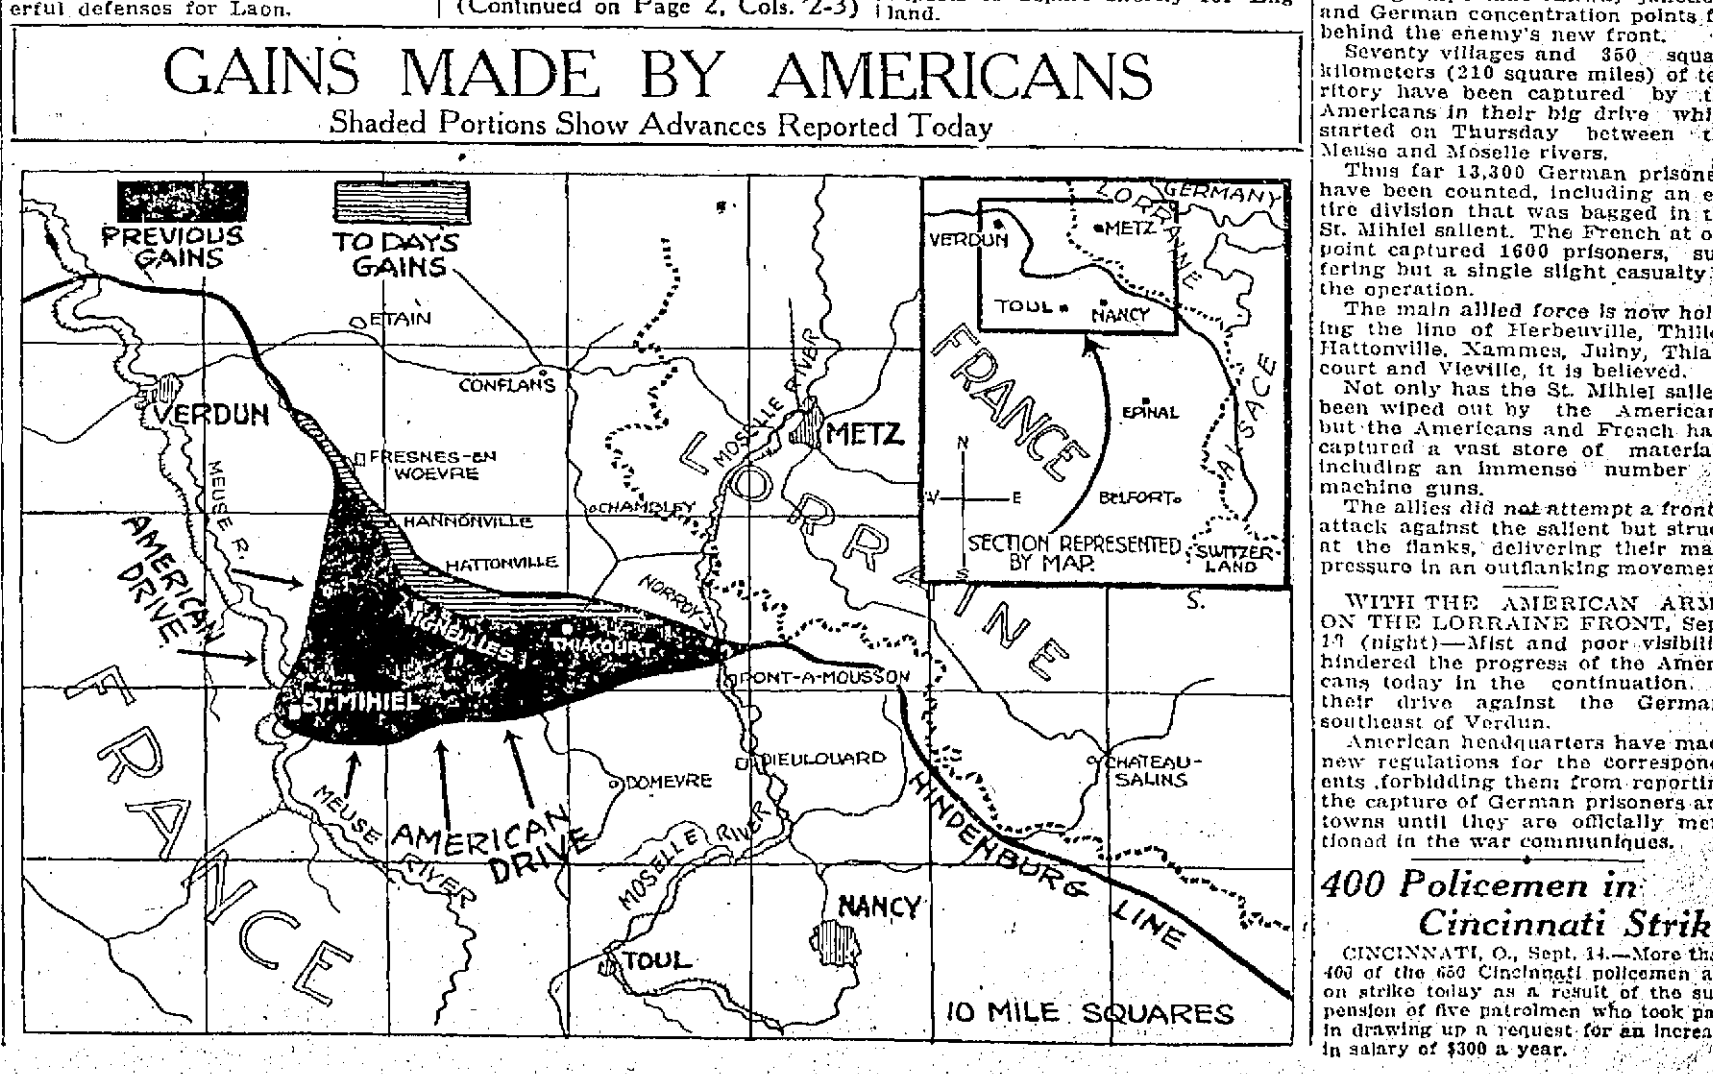 erful defenses for Laon.
(Continued on Page 2, Cols. 2-3)
land.
GAINS MADE BY AMERICANS
Shaded Portions Show Advances Reported Today
PREVIOUS
GAINS
TODAYS
GAINS
ETAIN
CONFLANS
VERDUN
FRESNES-EN
WOEVRE
MEUSE R.
HANNONVILLE
HATTONVILLE
CHAMBLEY
MOSELLE RIVER
METZ
LORRAINE
NORROY
VIGNEULLES
THIACOURT
AMERICAN
DRIVE
ST. MIHIEL
PONT-A-MOUSSON
FRANCE
DIEULOUARD
DOMEVRE
CHATEAU-
SALINS
MEUSE RIVER
AMERICAN
DRIVE
MOSELLE RIVER
HINDENBURG LINE
NANCY
TOUL
10 MILE SQUARES
LORRAINE
GERMANY
VERDUN
METZ
TOUL
NANCY
FRANCE
ALSACE
EPINAL
N
E
S
BELFORT
SECTION REPRESENTED
BY MAP.
SWITZER-
LAND
S.
and German concentration points
behind the enemy's new front.
Seventy villages and 350
kilometers (210 square miles) of
ritory have been captured by
Americans in their big drive
started on Thursday between
Meuse and Moselle rivers.
Thus far 13,300 German
have been counted, including an
tire division that was bagged in
St. Mihiel salient. The French at
point captured 1600 prisoners,
fering but a single slight casualty
the operation.
The main allied force is now
ing the line of Herbeuville,
Hattonville, Xammes, Julny,
court and Vieville, it is believed.
Not only has the St. Mihiel
been wiped out by the
but the Americans and French
captured a vast store of
including an immense number
machine guns.
The allies did not attempt a
attack against the salient but
at the flanks, delivering their
pressure in an outflanking
WITH THE AMERICAN
ON THE LORRAINE FRONT,
(night)—Mist and poor
hindered the progress of the
cans today in the continuation
their drive against the
southeast of Verdun.
American headquarters have
new regulations for the
ents forbidding them from
the capture of German prisoners
towns until they are officially
tioned in the war communiques.
400 Policemen in
Cincinnati
CINCINNATI, O., Sept. 14.—More
400 of the 650 Cincinnati policemen
on strike today as a result of the
pension of five patrolmen who took
in drawing up a request for an
in salary of $300 a year.